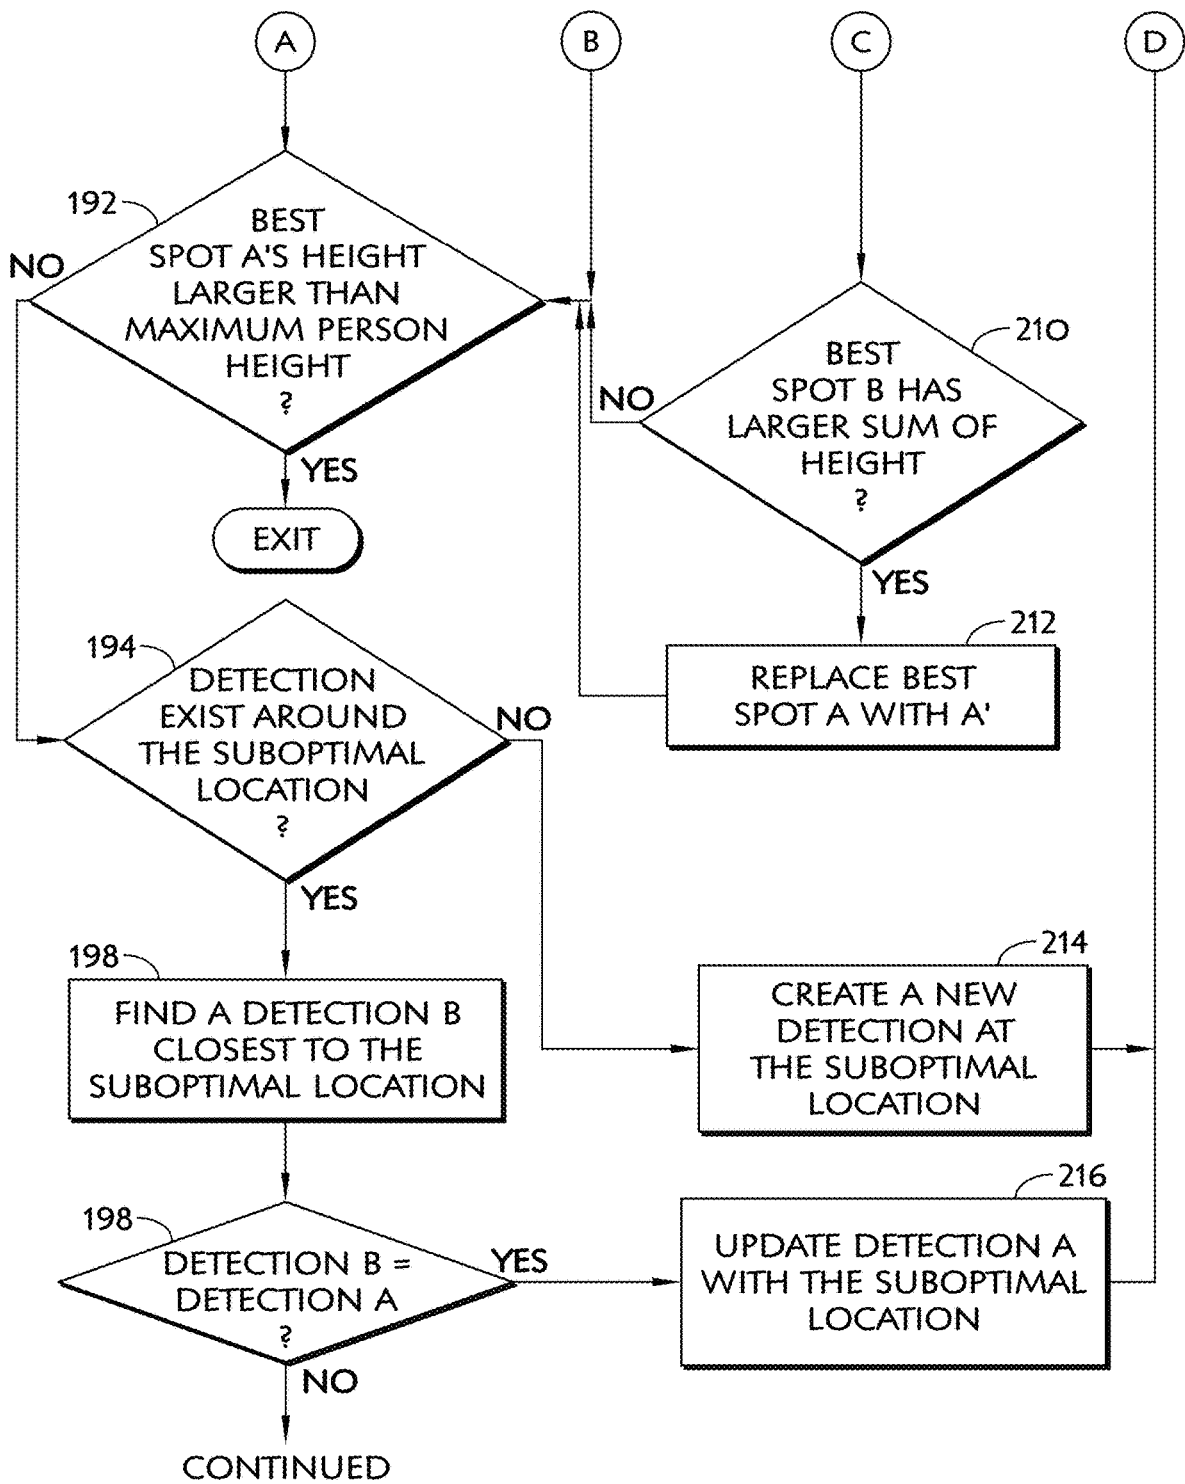 A
B
C
D
192
BEST
SPOT A'S HEIGHT
LARGER THAN
MAXIMUM PERSON
HEIGHT
?
NO
YES
EXIT
210
BEST
SPOT B HAS
LARGER SUM OF
HEIGHT
?
NO
YES
212
REPLACE BEST
SPOT A WITH A'
194
DETECTION
EXIST AROUND
THE SUBOPTIMAL
LOCATION
?
NO
YES
198
FIND A DETECTION B
CLOSEST TO THE
SUBOPTIMAL LOCATION
214
CREATE A NEW
DETECTION AT
THE SUBOPTIMAL
LOCATION
198
DETECTION B =
DETECTION A
?
YES
NO
216
UPDATE DETECTION A
WITH THE SUBOPTIMAL
LOCATION
CONTINUED